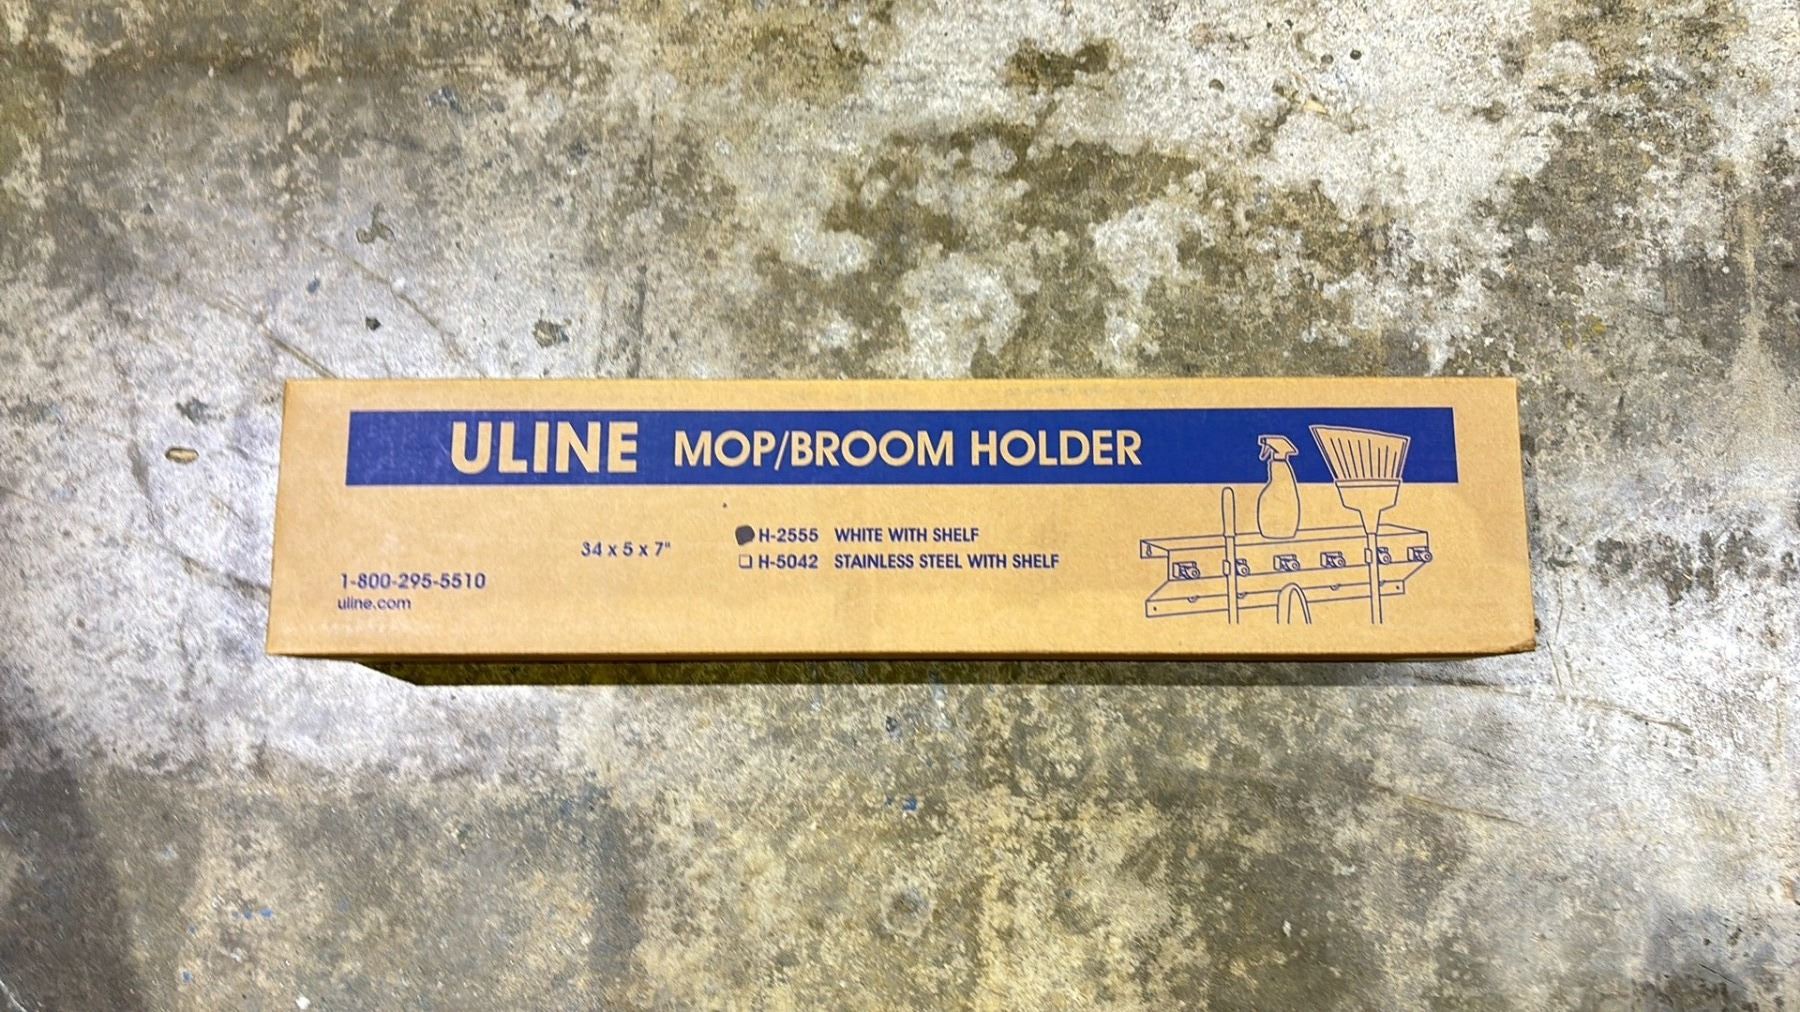 ULINE MOP/BROOM HOLDER
34 x 5 x 7"
H-2555 WHITE WITH SHELF
H-5042 STAINLESS STEEL WITH SHELF
1-800-295-5510
uline.com